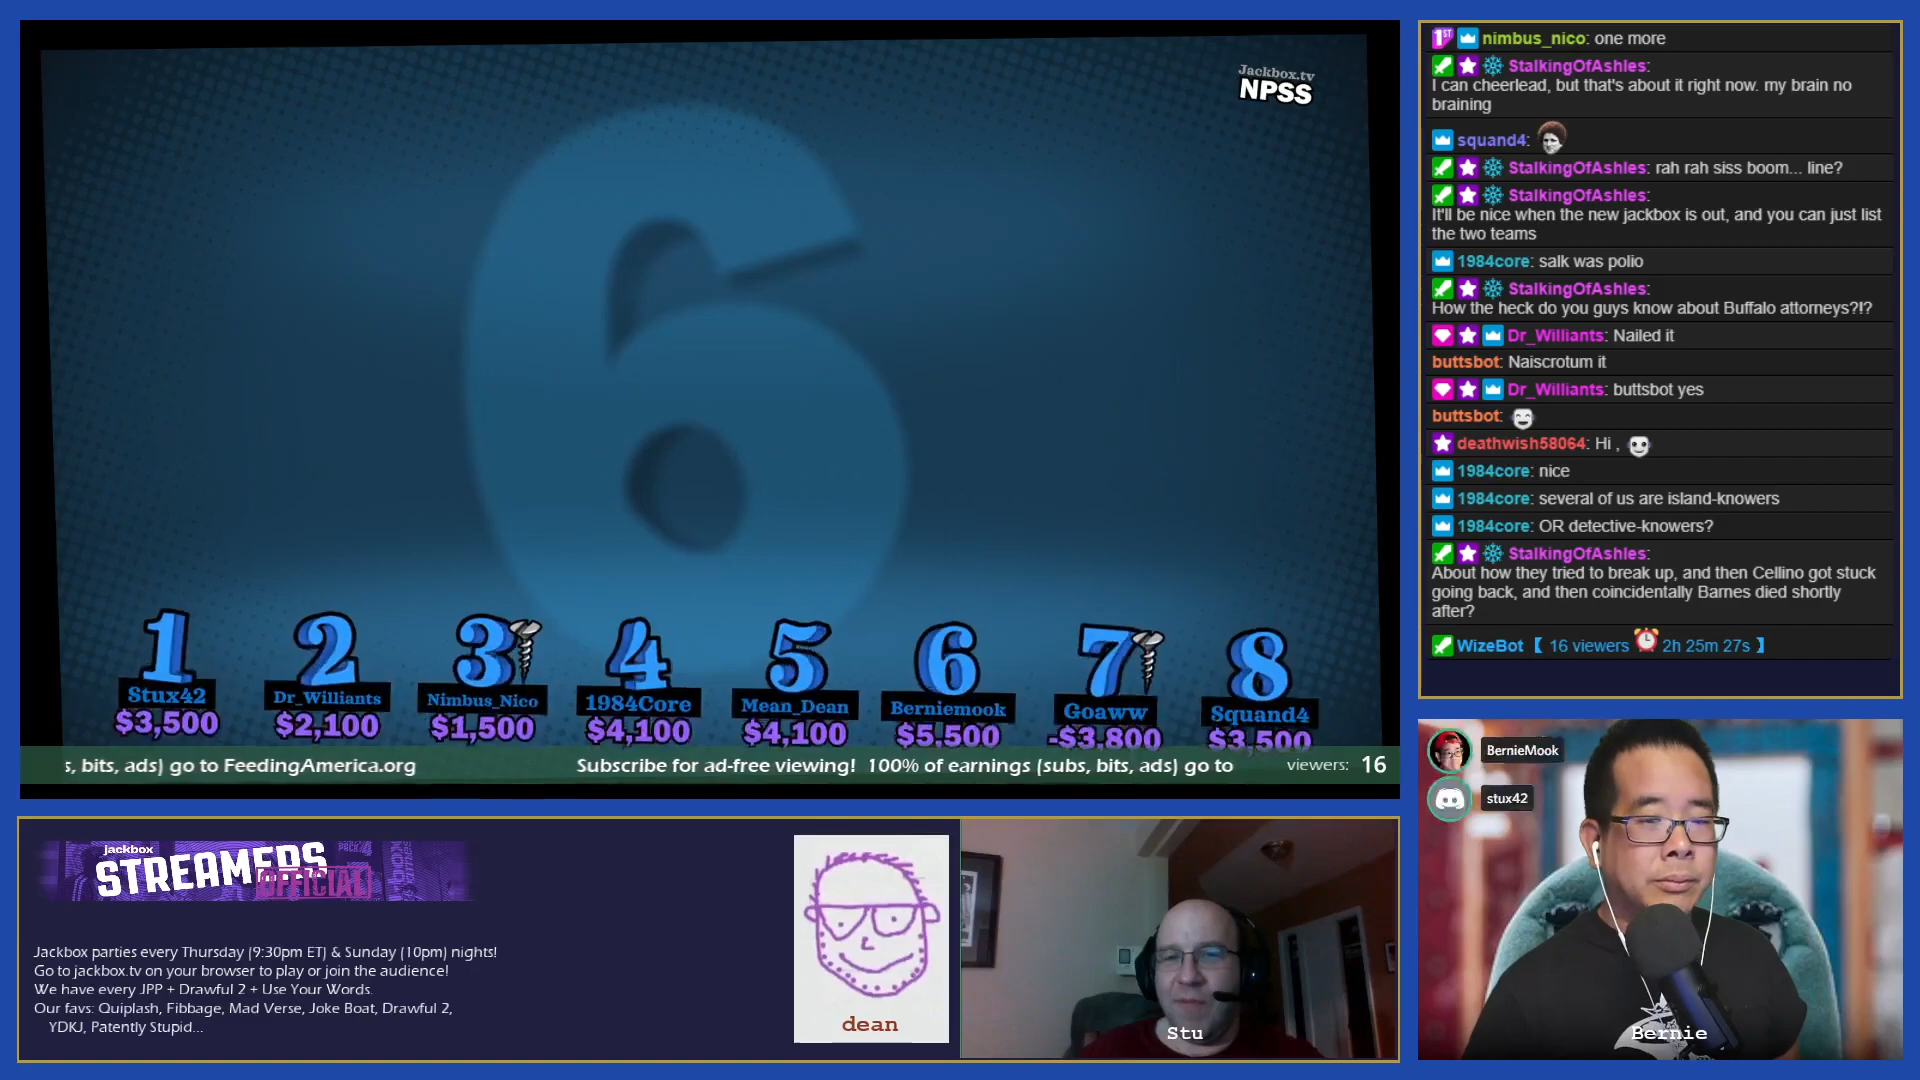 Jackbox.tv
NPSS
6
1
2
3
4
5
6
7
8
Stux42
Dr_Williants
Nimbus_Nico
1984Core
Mean_Dean
Berniemook
Goaww
Squand4
$3,500
$2,100
$1,500
$4,100
$4,100
$5,500
-$3,800
$3,500
s, bits, ads) go to FeedingAmerica.org
Subscribe for ad-free viewing! 100% of earnings (subs, bits, ads) go to
viewers: 16
1ST nimbus_nico: one more
StalkingOfAshles:
I can cheerlead, but that's about it right now. my brain no
braining
squand4:
StalkingOfAshles: rah rah siss boom... line?
StalkingOfAshles:
It'll be nice when the new jackbox is out, and you can just list
the two teams
1984core: salk was polio
StalkingOfAshles:
How the heck do you guys know about Buffalo attorneys?!?
Dr_Williants: Nailed it
buttsbot: Naiscrotum it
Dr_Williants: buttsbot yes
buttsbot:
deathwish58064: Hi ,
1984core: nice
1984core: several of us are island-knowers
1984core: OR detective-knowers?
StalkingOfAshles:
About how they tried to break up, and then Cellino got stuck
going back, and then coincidentally Barnes died shortly
after?
WizeBot 【 16 viewers 2h 25m 27s 】
jackbox
STREAMERS
OFFICIAL
Jackbox parties every Thursday (9:30pm ET) & Sunday (10pm) nights!
Go to jackbox.tv on your browser to play or join the audience!
We have every JPP + Drawful 2 + Use Your Words.
Our favs: Quiplash, Fibbage, Mad Verse, Joke Boat, Drawful 2,
YDKJ, Patently Stupid...
dean
Stu
BernieMook
stux42
Bernie